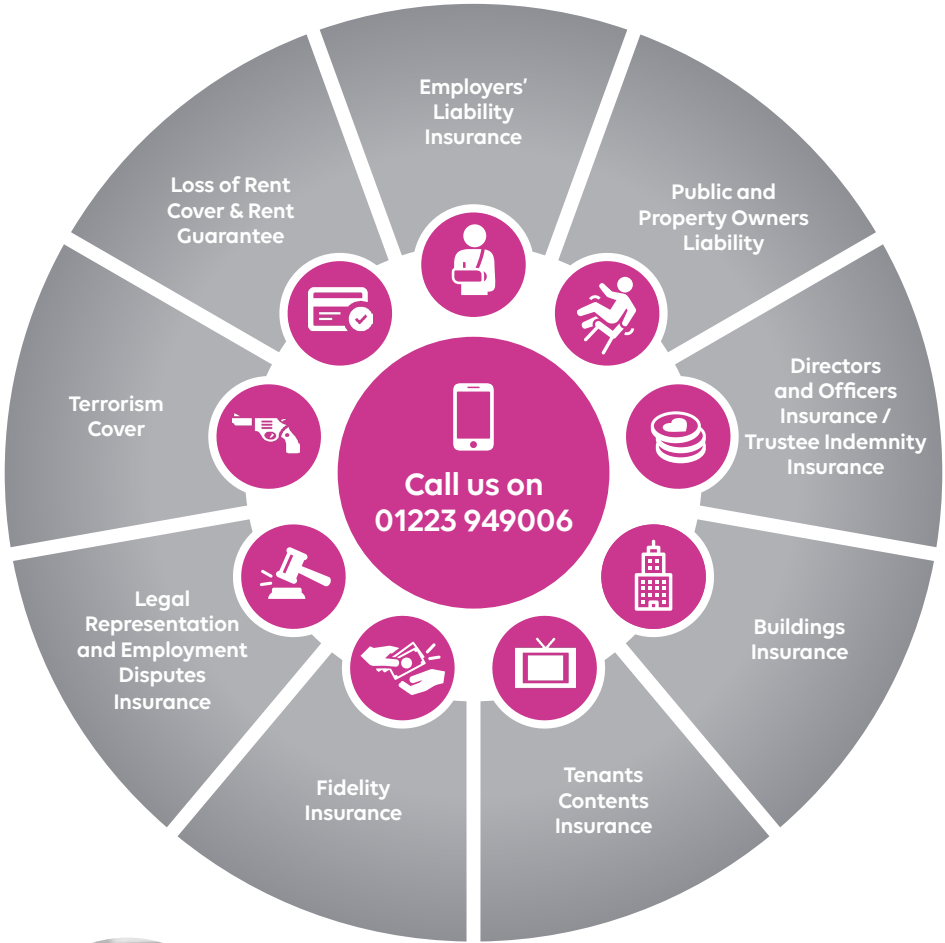 Employers’
Liability
Insurance
Public and
Property Owners
Liability
Directors
and Officers
Insurance /
Trustee Indemnity
Insurance
Buildings
Insurance
Tenants
Contents
Insurance
Fidelity
Insurance
Legal
Representation
and Employment
Disputes
Insurance
Terrorism
Cover
Loss of Rent
Cover & Rent
Guarantee
Call us on
01223 949006